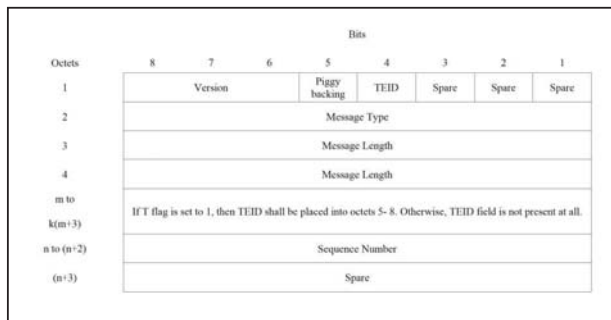 Bits
Octets 8 7 6 5 4 3 2 1
1 Version Piggy backing TEID Spare Spare Spare
2 Message Type
3 Message Length
4 Message Length
m to
k(m+3)
If T flag is set to 1, then TEID shall be placed into octets 5- 8. Otherwise, TEID field is not present at all.
n to (n+2) Sequence Number
(n+3) Spare